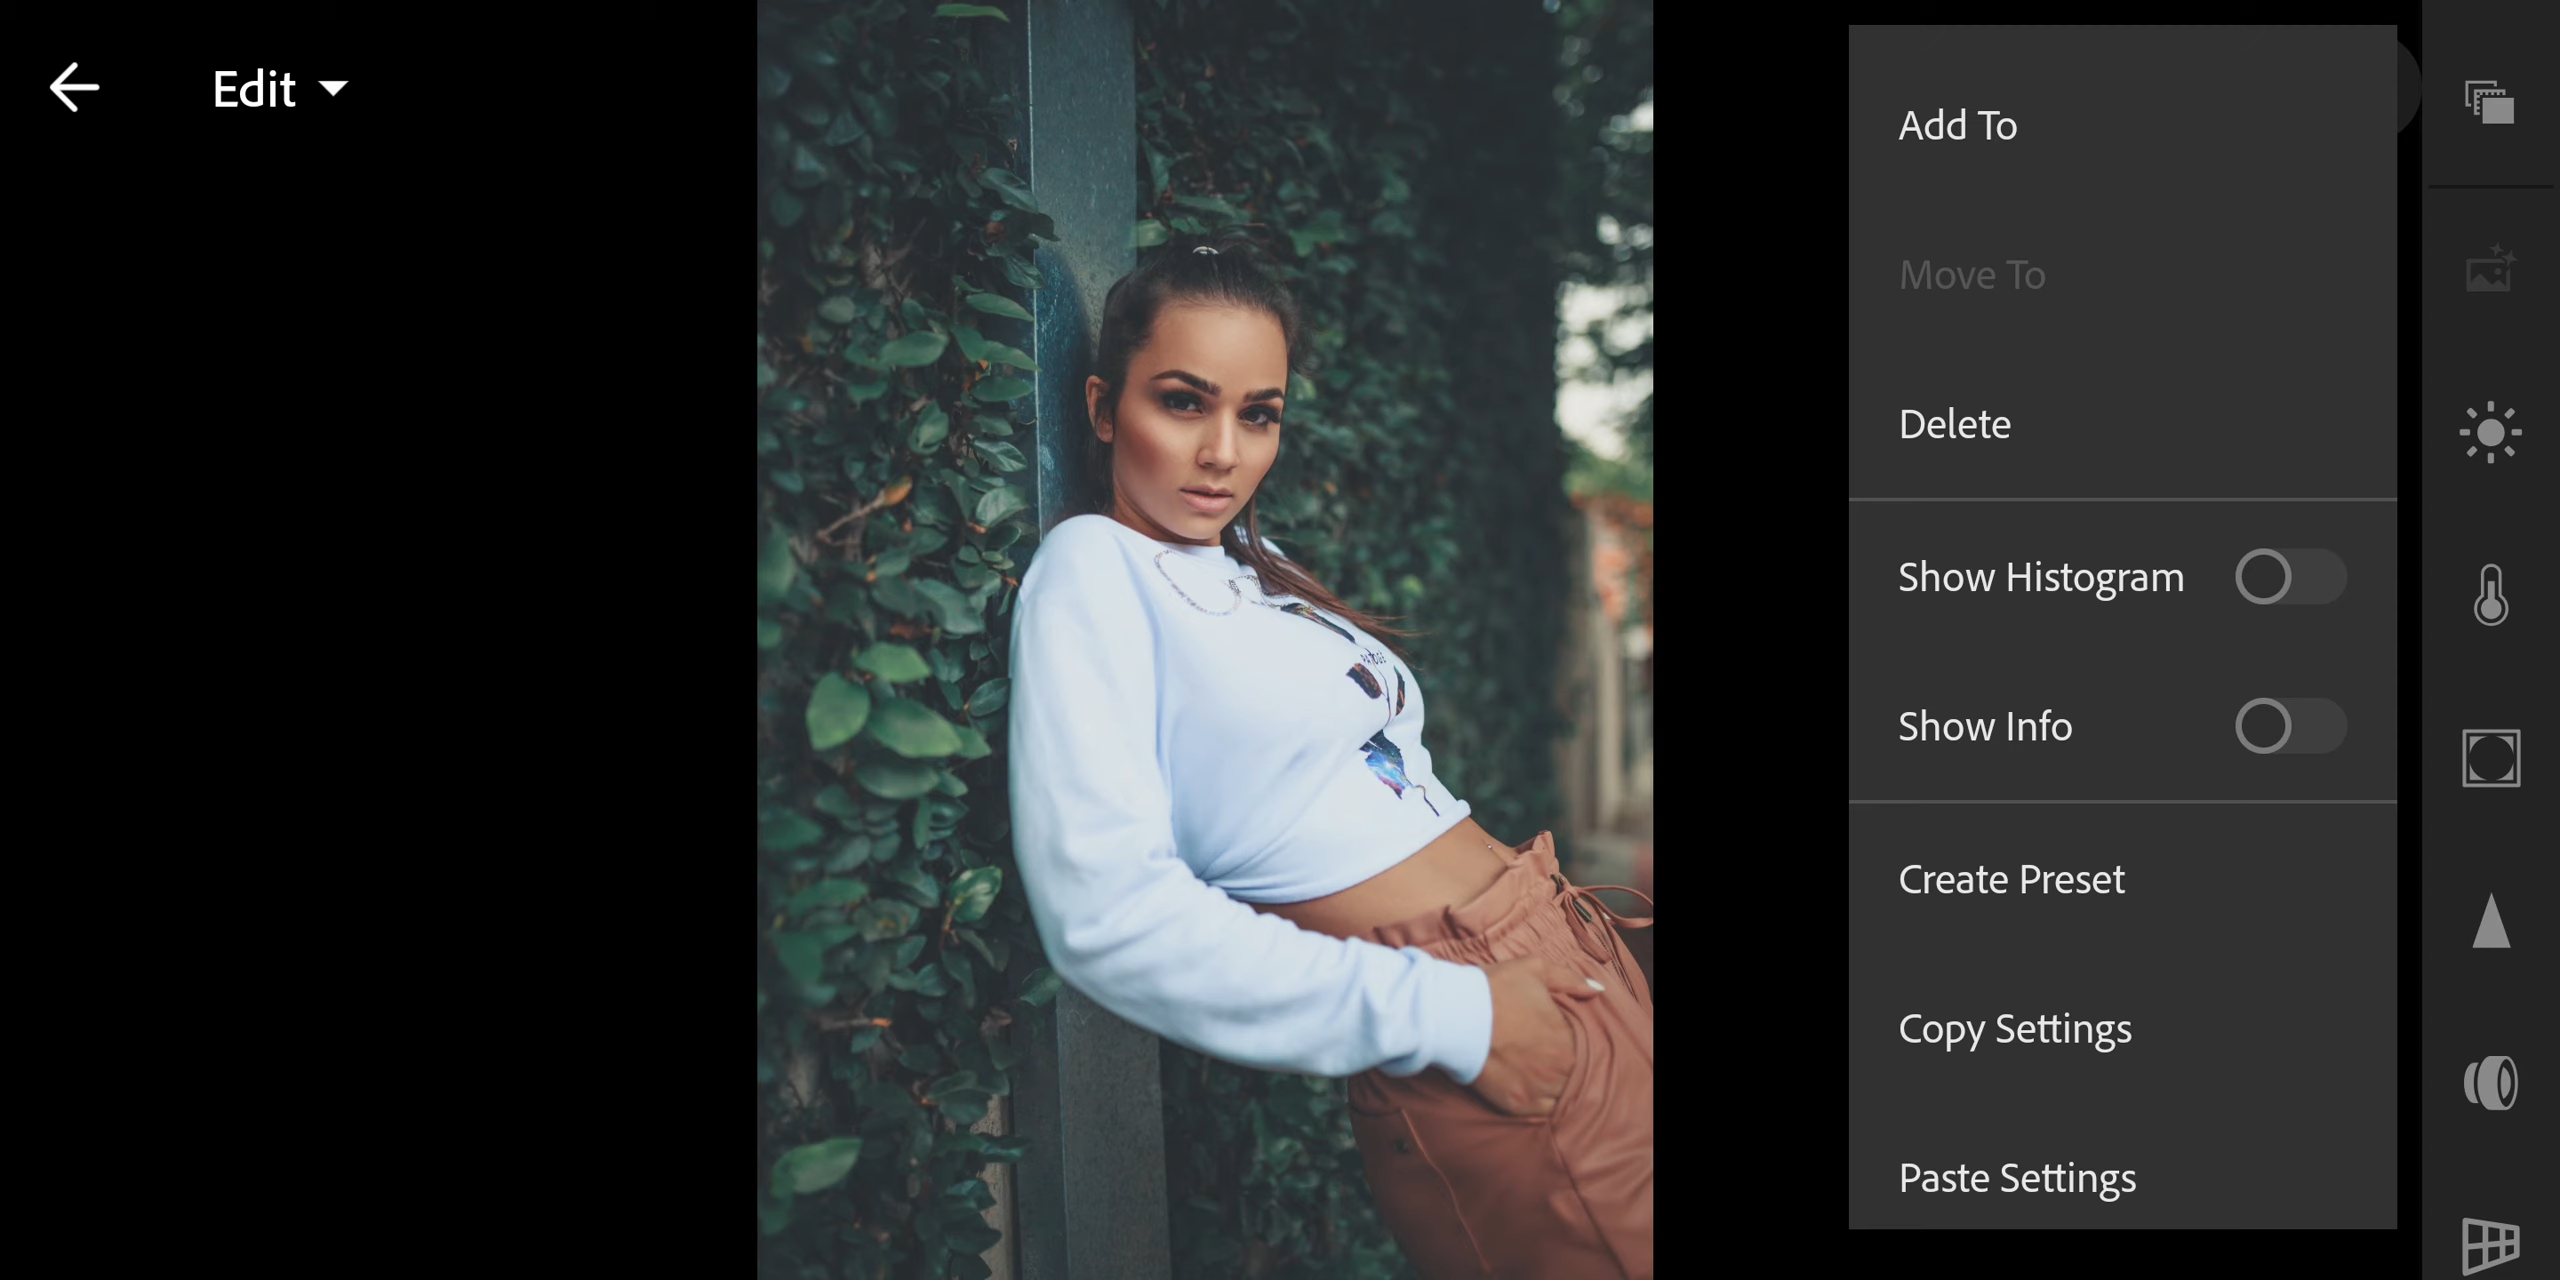 Edit
Add To
Move To
Delete
Show Histogram
Show Info
Create Preset
Copy Settings
Paste Settings